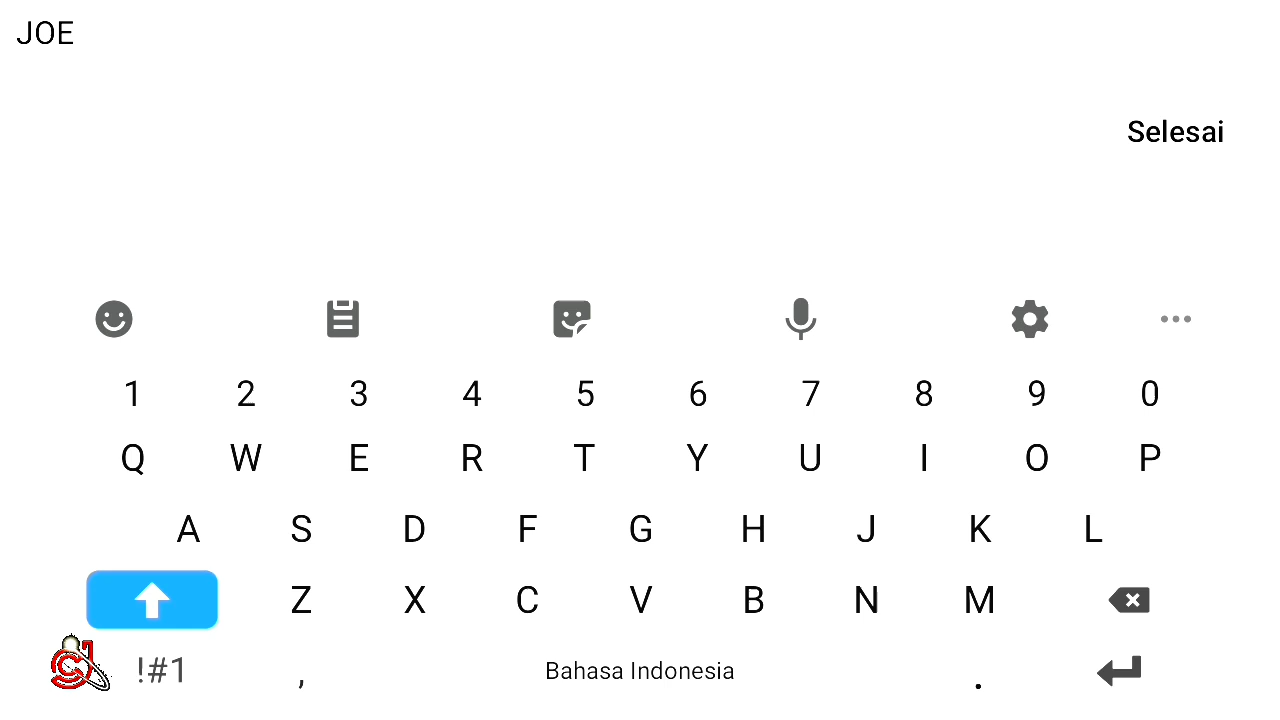 JOE
Selesai
1 2 3 4 5 6 7 8 9 0
Q W E R T Y U I O P
A S D F G H J K L
Z X C V B N M
!#1 , Bahasa Indonesia .